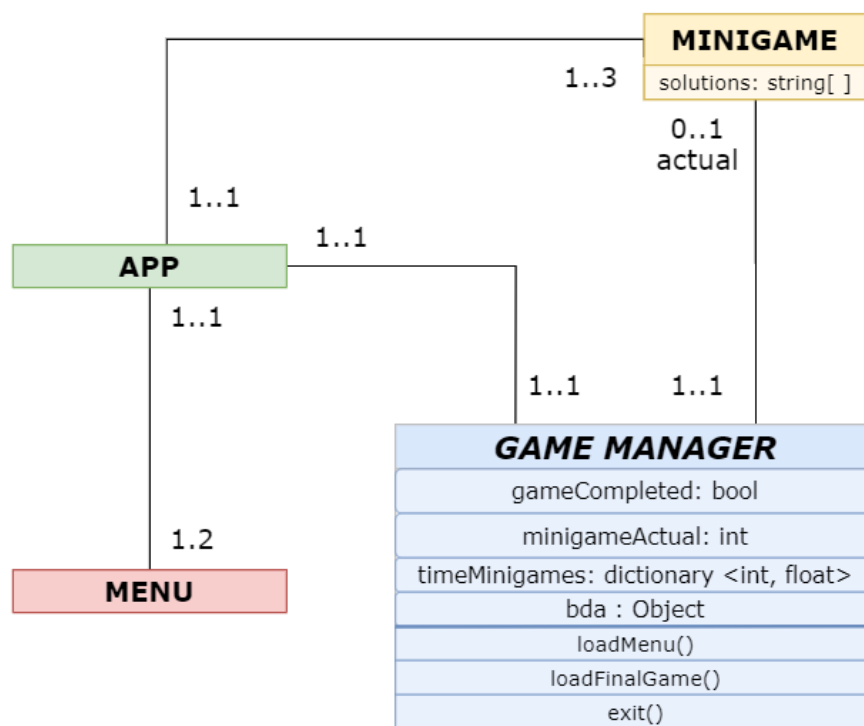 MINIGAME
solutions: string[ ]
1..3
0..1
actual
1..1
1..1
APP
1..1
1..1
1..1
GAME MANAGER
gameCompleted: bool
minigameActual: int
timeMinigames: dictionary <int, float>
bda : Object
loadMenu()
loadFinalGame()
exit()
1.2
MENU